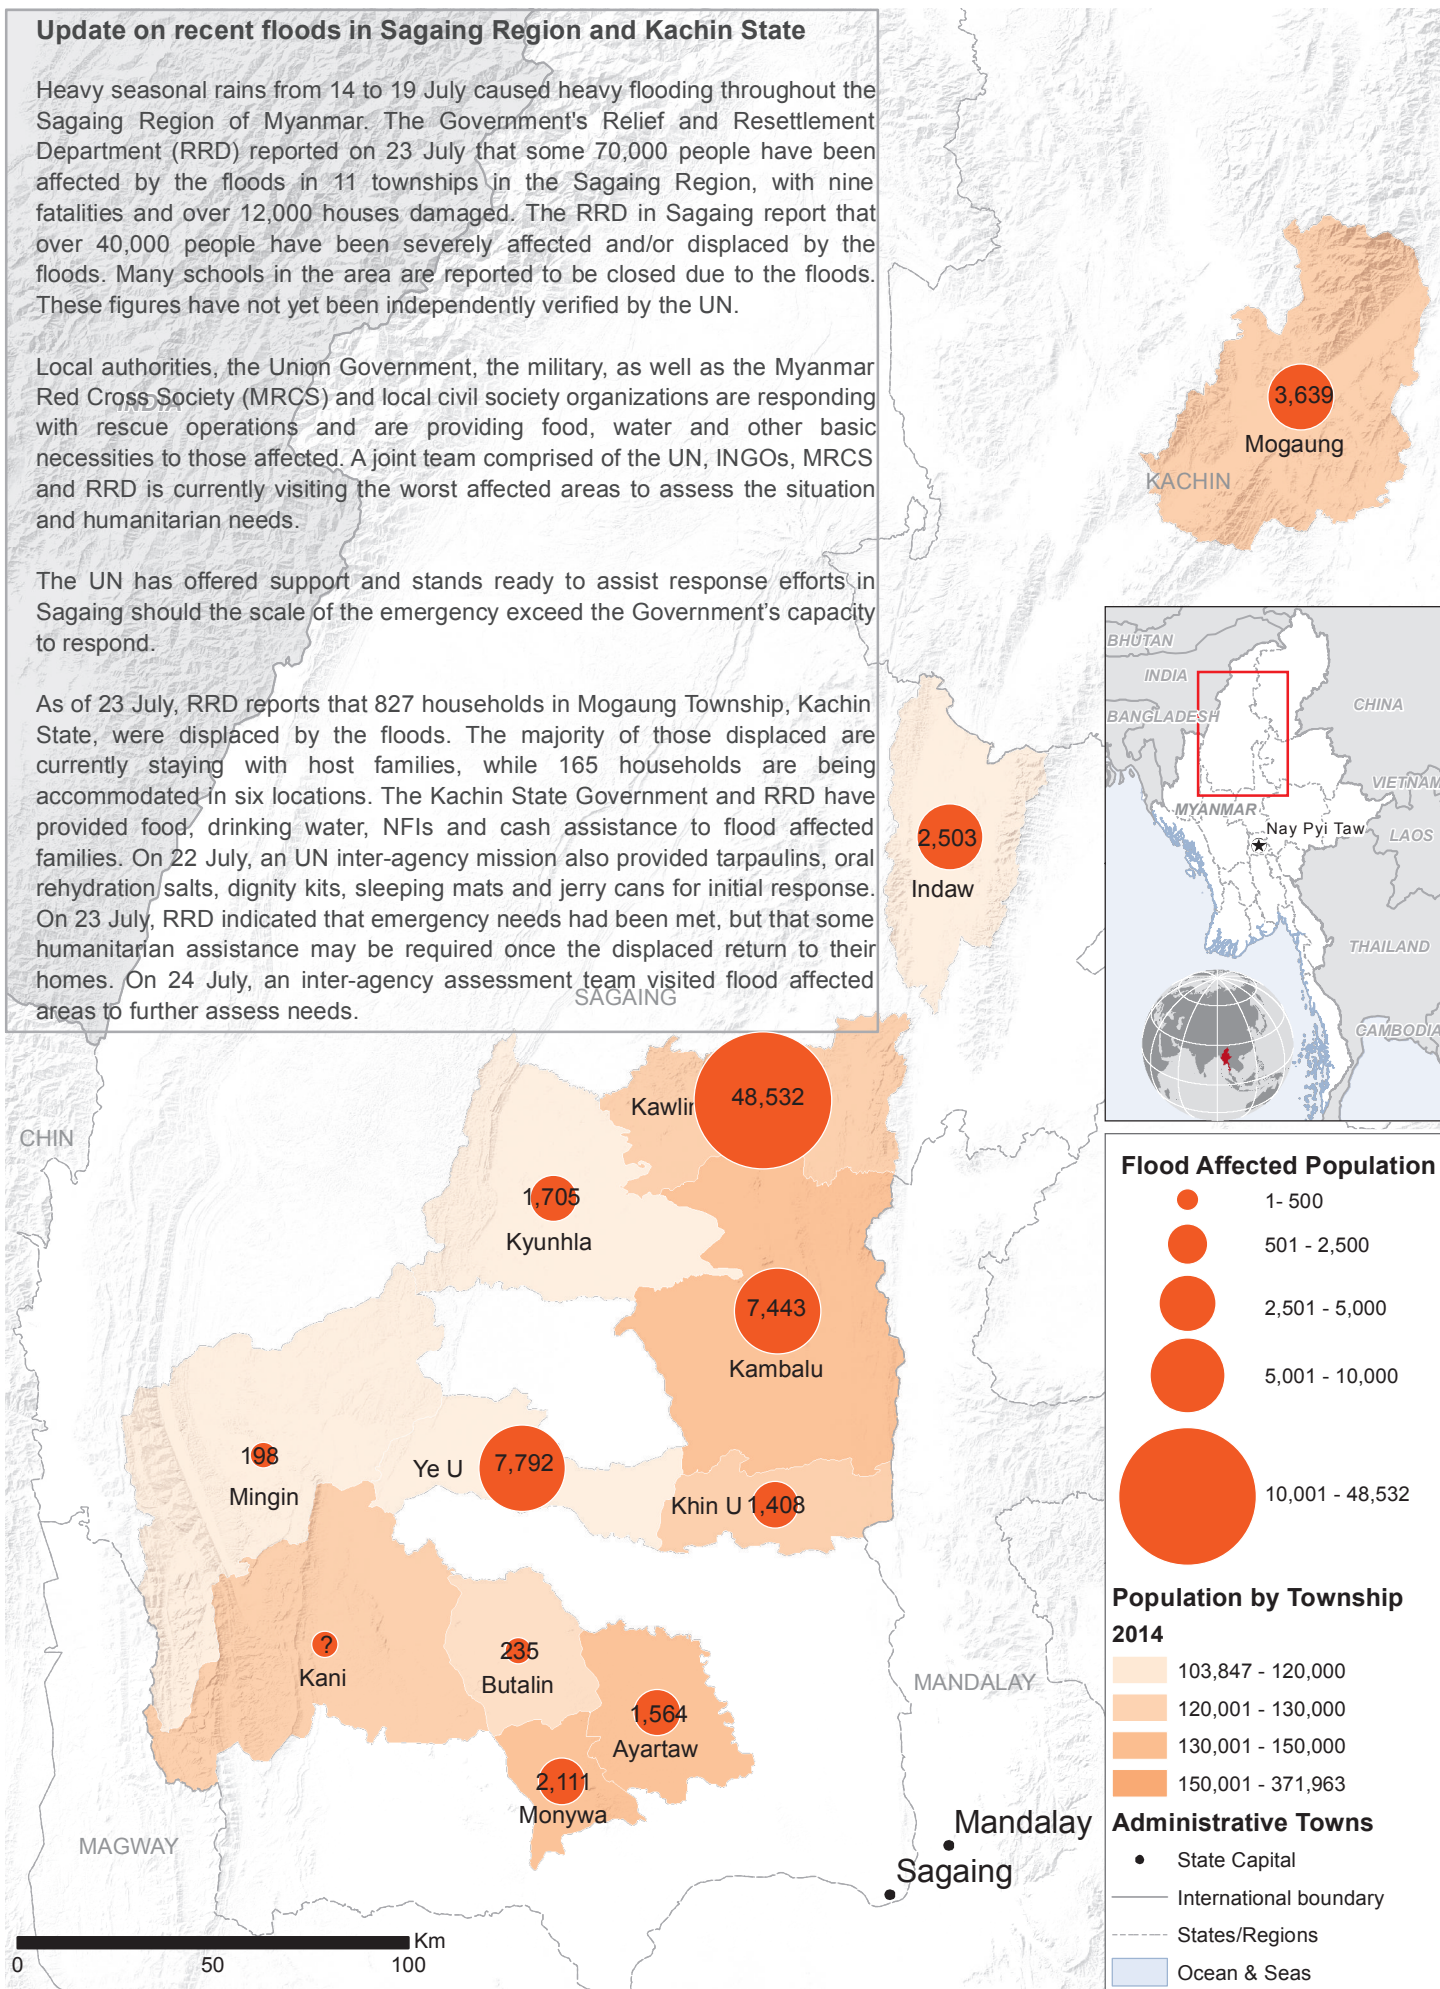 Update on recent floods in Sagaing Region and Kachin State
Heavy seasonal rains from 14 to 19 July caused heavy flooding throughout the
Sagaing Region of Myanmar. The Government's Relief and Resettlement
Department (RRD) reported on 23 July that some 70,000 people have been
affected by the floods in 11 townships in the Sagaing Region, with nine
fatalities and over 12,000 houses damaged. The RRD in Sagaing report that
over 40,000 people have been severely affected and/or displaced by the
floods. Many schools in the area are reported to be closed due to the floods.
These figures have not yet been independently verified by the UN.
Local authorities, the Union Government, the military, as well as the Myanmar
Red Cross Society (MRCS) and local civil society organizations are responding
with rescue operations and are providing food, water and other basic
necessities to those affected. A joint team comprised of the UN, INGOs, MRCS
and RRD is currently visiting the worst affected areas to assess the situation
and humanitarian needs.
The UN has offered support and stands ready to assist response efforts in
Sagaing should the scale of the emergency exceed the Government’s capacity
to respond.
As of 23 July, RRD reports that 827 households in Mogaung Township, Kachin
State, were displaced by the floods. The majority of those displaced are
currently staying with host families, while 165 households are being
accommodated in six locations. The Kachin State Government and RRD have
provided food, drinking water, NFIs and cash assistance to flood affected
families. On 22 July, an UN inter-agency mission also provided tarpaulins, oral
rehydration salts, dignity kits, sleeping mats and jerry cans for initial response.
On 23 July, RRD indicated that emergency needs had been met, but that some
humanitarian assistance may be required once the displaced return to their
homes. On 24 July, an inter-agency assessment team visited flood affected
areas to further assess needs.
INDIA
3,639
Mogaung
KACHIN
2,503
Indaw
SAGAING
Kawlin
48,532
CHIN
1,705
Kyunhla
7,443
Kambalu
198
Mingin
Ye U
7,792
Khin U
1,408
?
Kani
235
Butalin
1,564
Ayartaw
2,111
Monywa
MANDALAY
MAGWAY
Mandalay
Sagaing
Km
0
50
100
BHUTAN
INDIA
CHINA
BANGLADESH
VIETNAM
MYANMAR
Nay Pyi Taw
LAOS
THAILAND
CAMBODIA
Flood Affected Population
1- 500
501 - 2,500
2,501 - 5,000
5,001 - 10,000
10,001 - 48,532
Population by Township
2014
103,847 - 120,000
120,001 - 130,000
130,001 - 150,000
150,001 - 371,963
Administrative Towns
State Capital
International boundary
States/Regions
Ocean & Seas